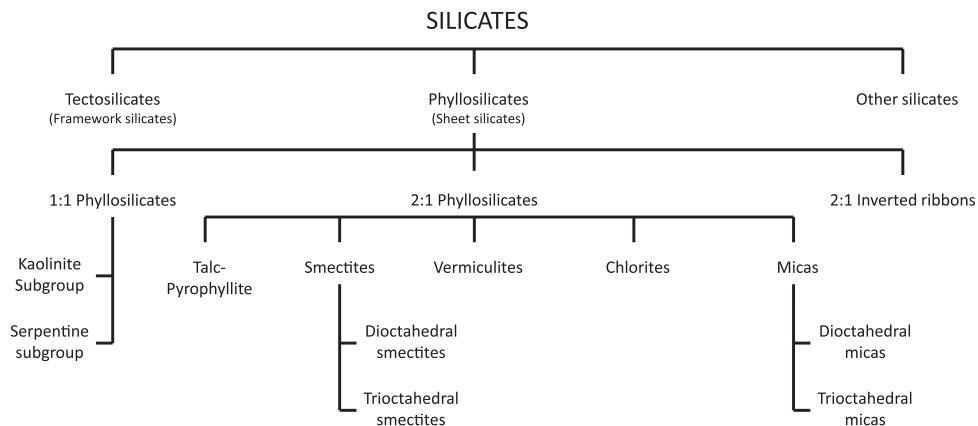 SILICATES
Tectosilicates
(Framework silicates)
Phyllosilicates
(Sheet silicates)
Other silicates
1:1 Phyllosilicates
2:1 Phyllosilicates
2:1 Inverted ribbons
Kaolinite
Subgroup
Serpentine
subgroup
Talc-
Pyrophyllite
Smectites
Vermiculites
Chlorites
Micas
Dioctahedral
smectites
Trioctahedral
smectites
Dioctahedral
micas
Trioctahedral
micas